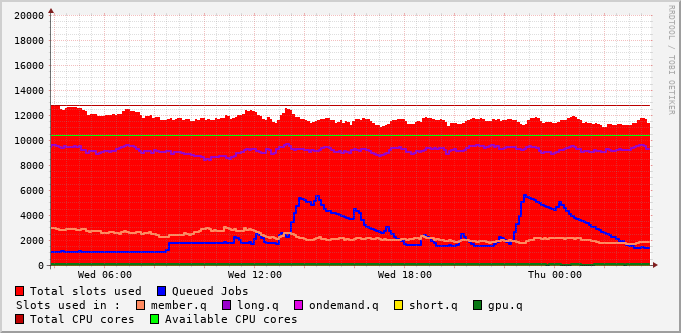 20000
18000
16000
14000
12000
10000
8000
6000
4000
2000
0
Wed 06:00 Wed 12:00 Wed 18:00 Thu 00:00
RRDTOOL / TOBI OETIKER
Total slots used Queued Jobs
Slots used in : member.q long.q ondemand.q short.q gpu.q
Total CPU cores Available CPU cores